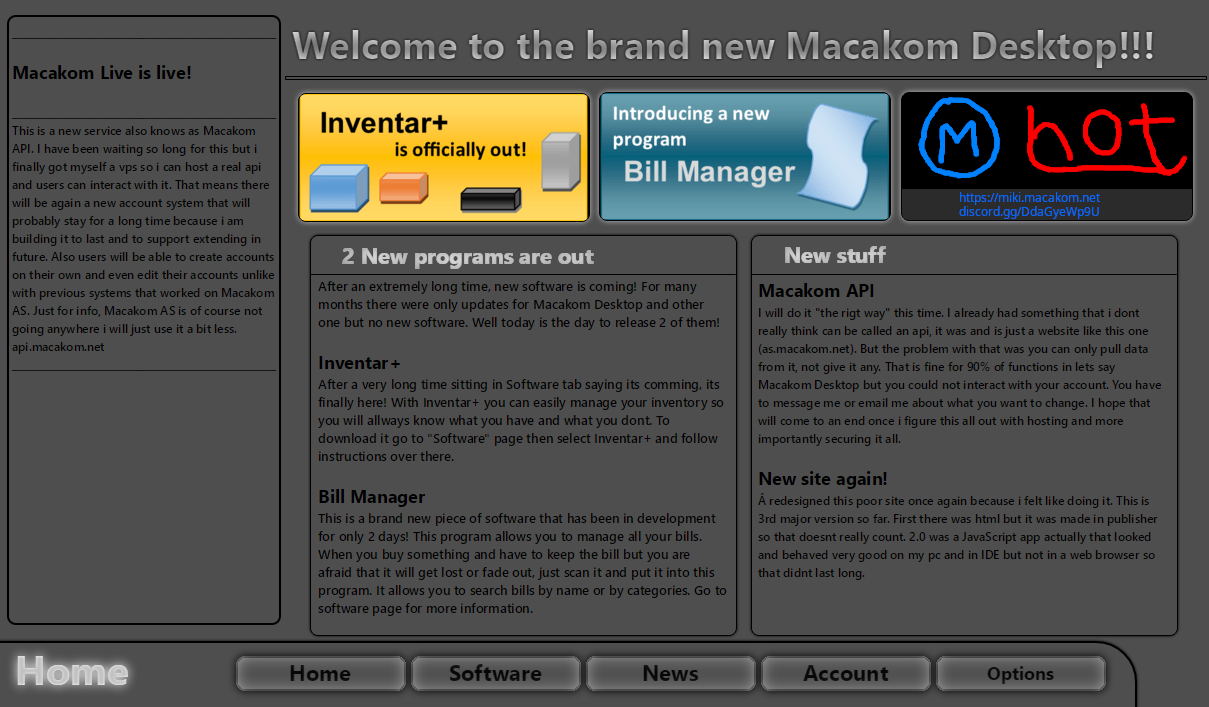 Welcome to the brand new Macakom Desktop!!!
Macakom Live is live!
This is a new service also knows as Macakom
API. I have been waiting so long for this but i
finally got myself a vps so i can host a real api
and users can interact with it. That means there
will be again a new account system that will
probably stay for a long time because i am
building it to last and to support extending in
future. Also users will be able to create accounts
on their own and even edit their accounts unlike
with previous systems that worked on Macakom
AS. Just for info, Macakom AS is of course not
going anywhere i will just use it a bit less.
api.macakom.net
Inventar+
is officially out!
Introducing a new
program
Bill Manager
M hot
https://miki.macakom.net
discord.gg/DdaGyeWp9U
2 New programs are out
After an extremely long time, new software is coming! For many
months there were only updates for Macakom Desktop and other
one but no new software. Well today is the day to release 2 of them!
Inventar+
After a very long time sitting in Software tab saying its comming, its
finally here! With Inventar+ you can easily manage your inventory so
you will allways know what you have and what you dont. To
download it go to "Software" page then select Inventar+ and follow
instructions over there.
Bill Manager
This is a brand new piece of software that has been in development
for only 2 days! This program allows you to manage all your bills.
When you buy something and have to keep the bill but you are
afraid that it will get lost or fade out, just scan it and put it into this
program. It allows you to search bills by name or by categories. Go to
software page for more information.
New stuff
Macakom API
I will do it "the rigt way" this time. I already had something that i dont
really think can be called an api, it was and is just a website like this one
(as.macakom.net). But the problem with that was you can only pull data
from it, not give it any. That is fine for 90% of functions in lets say
Macakom Desktop but you could not interact with your account. You have
to message me or email me about what you want to change. I hope that
will come to an end once i figure this all out with hosting and more
importantly securing it all.
New site again!
Â redesigned this poor site once again because i felt like doing it. This is
3rd major version so far. First there was html but it was made in publisher
so that doesnt really count. 2.0 was a JavaScript app actually that looked
and behaved very good on my pc and in IDE but not in a web browser so
that didnt last long.
Home
Home
Software
News
Account
Options